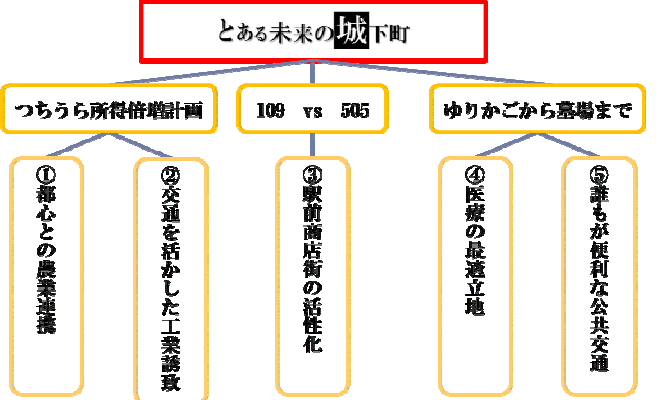 とある未来の城下町
つちうら所得倍増計画
109 vs 505
ゆりかごから墓場まで
①都心との農業連携
②交通を活かした工業誘致
③駅前商店街の活性化
④医療の最適立地
⑤誰もが便利な公共交通